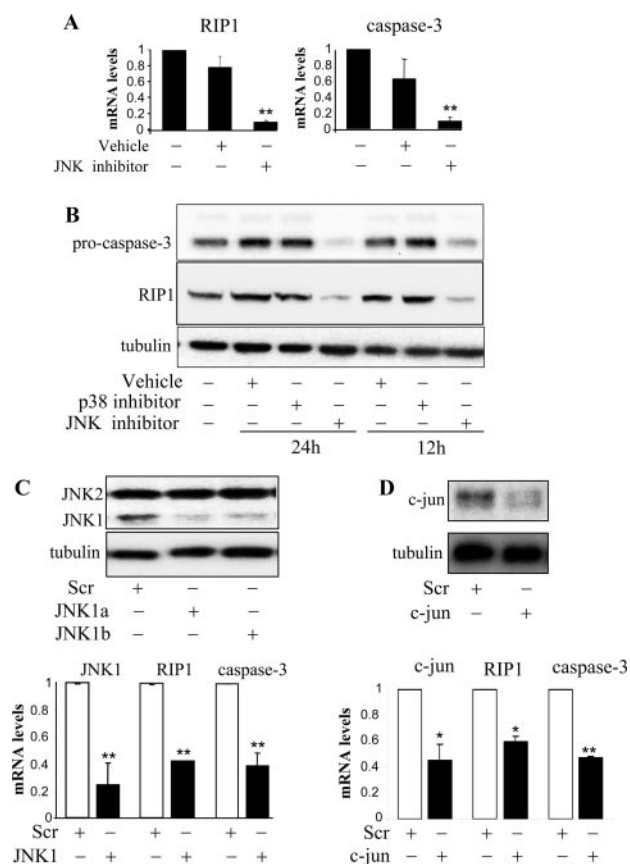 A
RIP1 caspase-3
mRNA levels
1
0.8
0.6
0.4
0.2
0
**
mRNA levels
1
0.8
0.6
0.4
0.2
0
**
Vehicle – + – – + –
JNK inhibitor – – + – – +
B
pro-caspase-3
RIP1
tubulin
Vehicle – + – – + – –
p38 inhibitor – – + – – + –
JNK inhibitor – – – + – – +
24h 12h
C
JNK2
JNK1
tubulin
Scr + – –
JNK1a – + –
JNK1b – – +
JNK1 RIP1 caspase-3
mRNA levels
1
0.8
0.6
0.4
0.2
0
** ** **
Scr + – + – + –
JNK1 – + – + – +
D
c-jun
tubulin
Scr + –
c-jun – +
c-jun RIP1 caspase-3
mRNA levels
1
0.8
0.6
0.4
0.2
0
* * **
Scr + – + – + –
c-jun – + – + – +